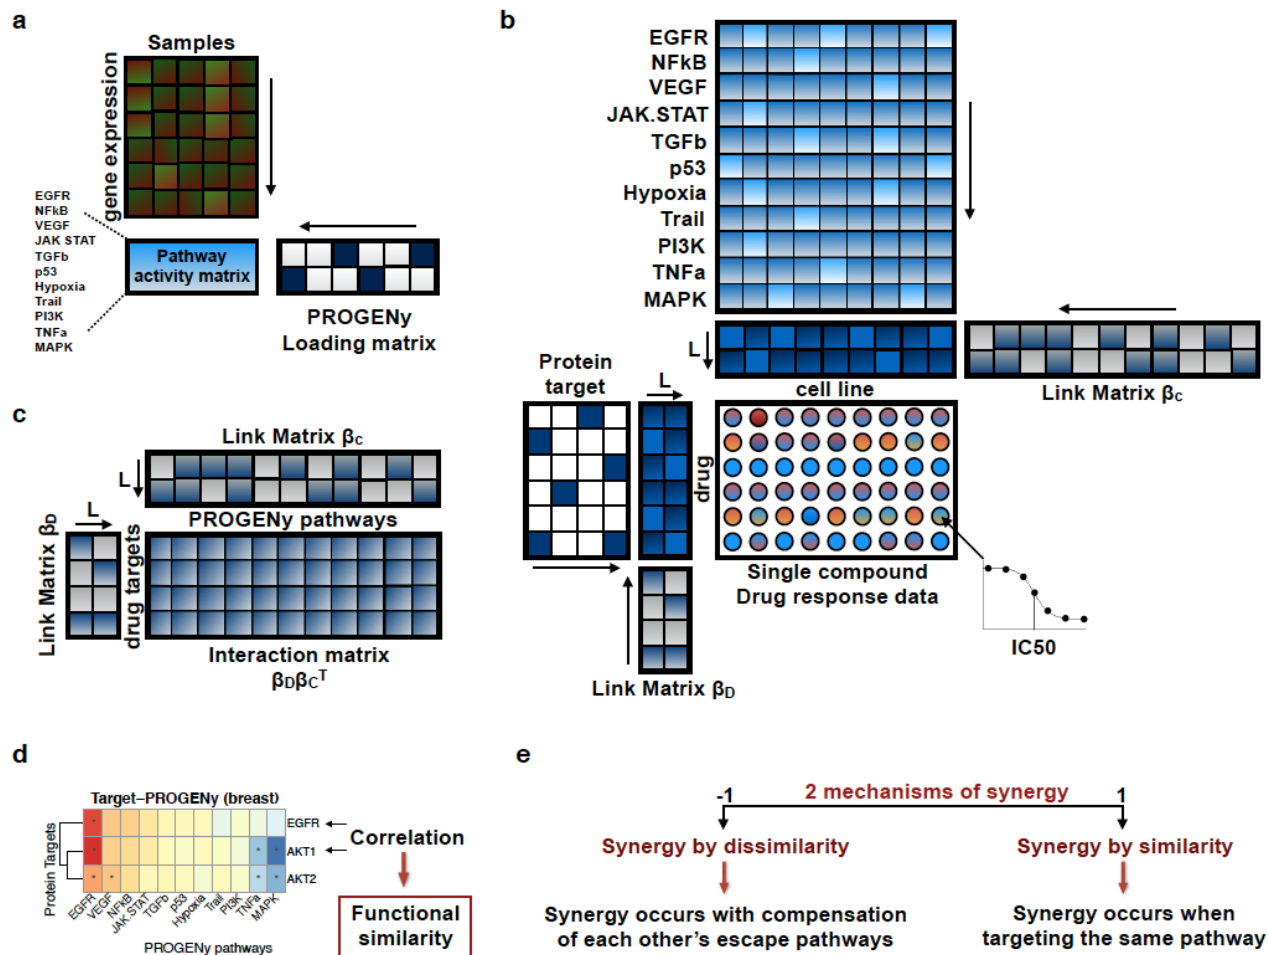 a
Samples
gene expression
EGFR
NFkB
VEGF
JAK STAT
TGFb
p53
Hypoxia
Trail
PI3K
TNFa
MAPK
Pathway
activity matrix
PROGENy
Loading matrix
b
EGFR
NFkB
VEGF
JAK.STAT
TGFb
p53
Hypoxia
Trail
PI3K
TNFa
MAPK
L
cell line
Link Matrix βC
Protein
target
L
drug
Single compound
Drug response data
IC50
Link Matrix βD
c
Link Matrix βC
L
PROGENy pathways
L
Link Matrix βD
drug targets
Interaction matrix
βDβCT
d
Target–PROGENy (breast)
Protein Targets
EGFR
AKT1
AKT2
* 
* * *
* * * *
EGFR
VEGF
NFkB
JAK.STAT
TGFb
p53
Hypoxia
Trail
PI3K
TNFa
MAPK
PROGENy pathways
Correlation
Functional
similarity
e
-1 2 mechanisms of synergy 1
Synergy by dissimilarity
Synergy occurs with compensation
of each other's escape pathways
Synergy by similarity
Synergy occurs when
targeting the same pathway